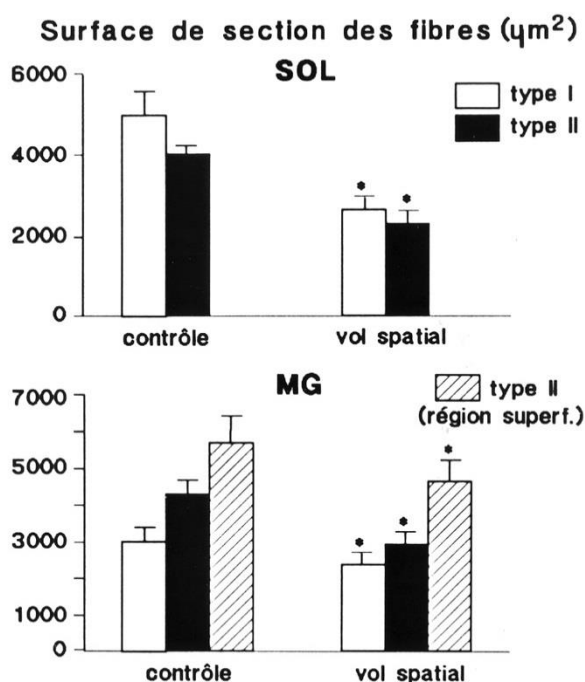 Surface de section des fibres (ųm²)
SOL
6000
4000
2000
0
type I
type II
*
*
contrôle
vol spatial
MG
7000
5000
3000
1000
0
type II
(région superf.)
*
*
*
contrôle
vol spatial